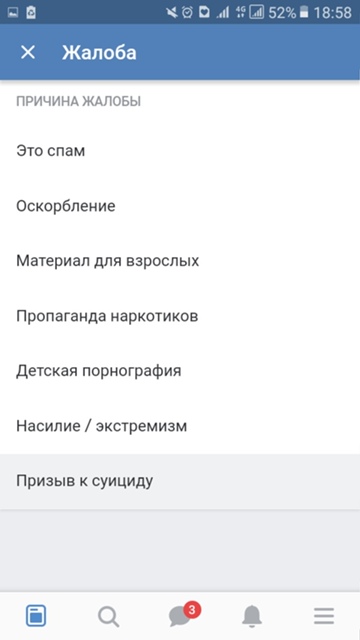 4G 52% 18:58
Жалоба
ПРИЧИНА ЖАЛОБЫ
Это спам
Оскорбление
Материал для взрослых
Пропаганда наркотиков
Детская порнография
Насилие / экстремизм
Призыв к суициду
3